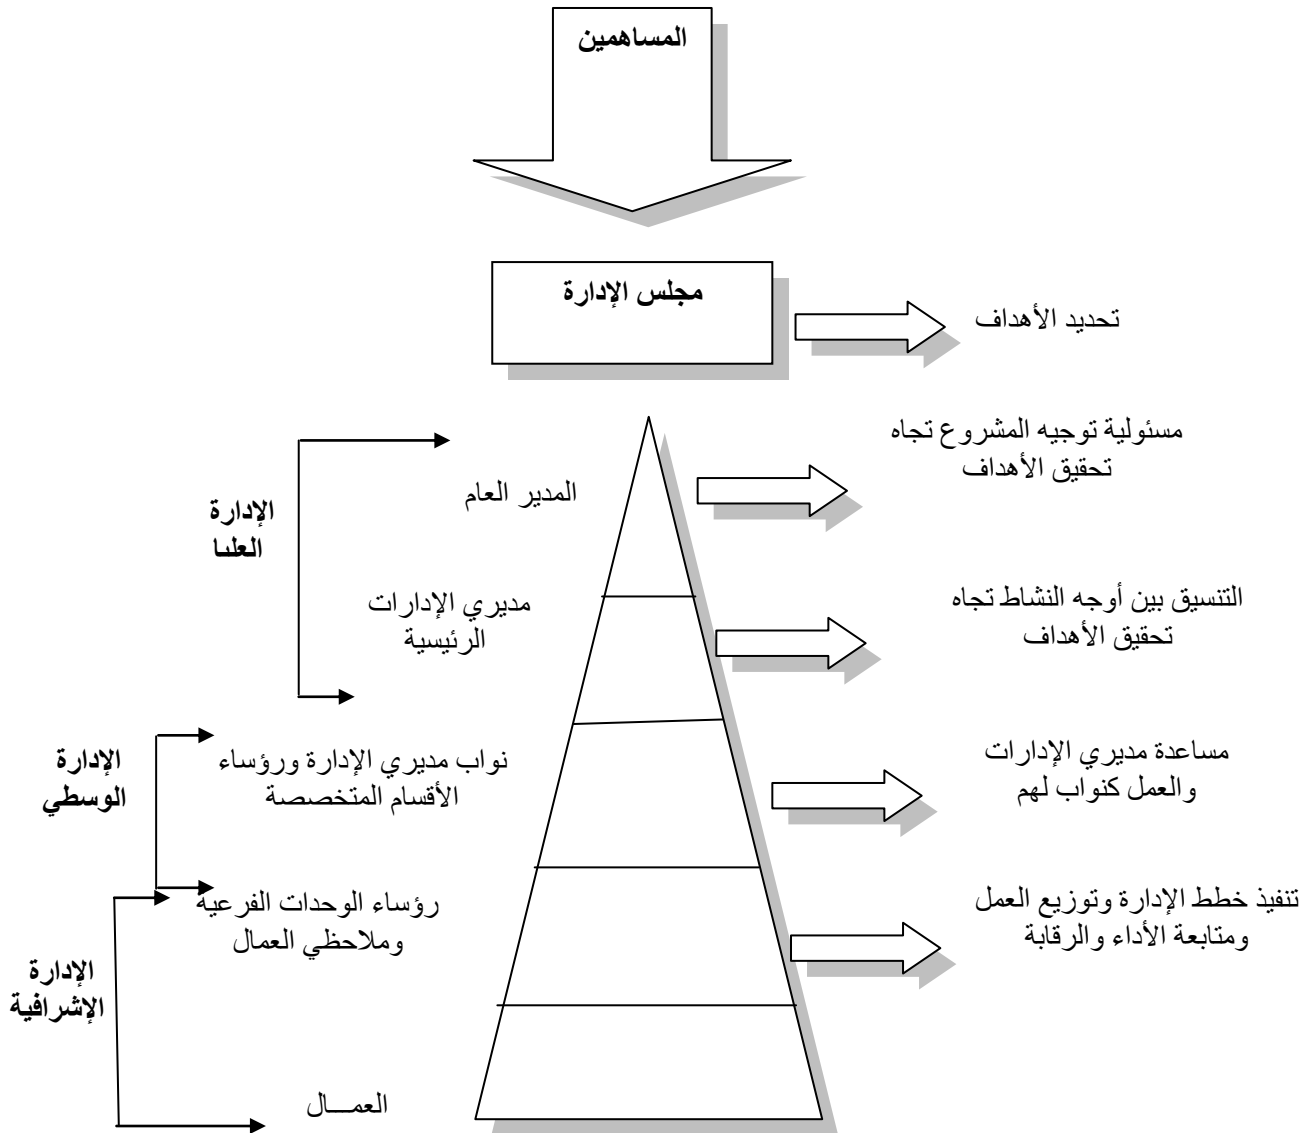 المساهمين
مجلس الإدارة
تحديد الأهداف
مسئولية توجيه المشروع تجاه
تحقيق الأهداف
المدير العام
الإدارة
العليا
التنسيق بين أوجه النشاط تجاه
تحقيق الأهداف
مديري الإدارات
الرئيسية
مساعدة مديري الإدارات
والعمل كنواب لهم
نواب مديري الإدارة ورؤساء
الأقسام المتخصصة
الإدارة
الوسطي
تنفيذ خطط الإدارة وتوزيع العمل
ومتابعة الأداء والرقابة
رؤساء الوحدات الفرعية
وملاحظي العمال
الإدارة
الإشرافية
العمـــال